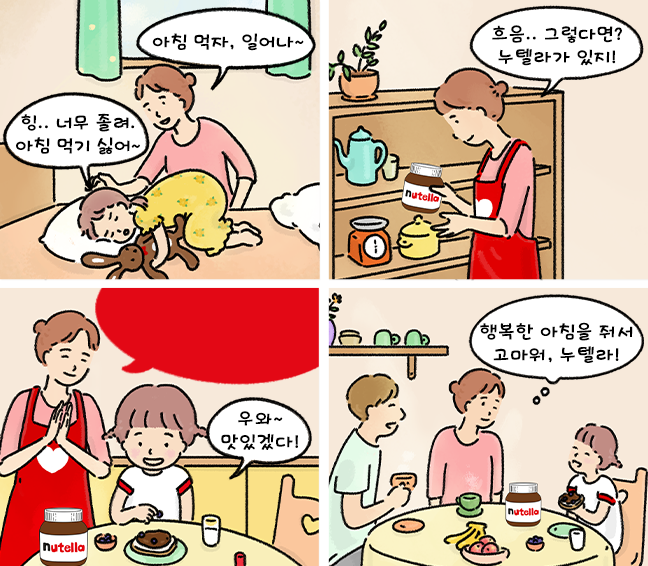 아침 먹자, 일어나~
힝.. 너무 졸려.
아침 먹기 싫어~
흐음.. 그렇다면?
누텔라가 있지!
nutella
우와~
맛있겠다!
nutella
행복한 아침을 줘서
고마워, 누텔라!
nutella